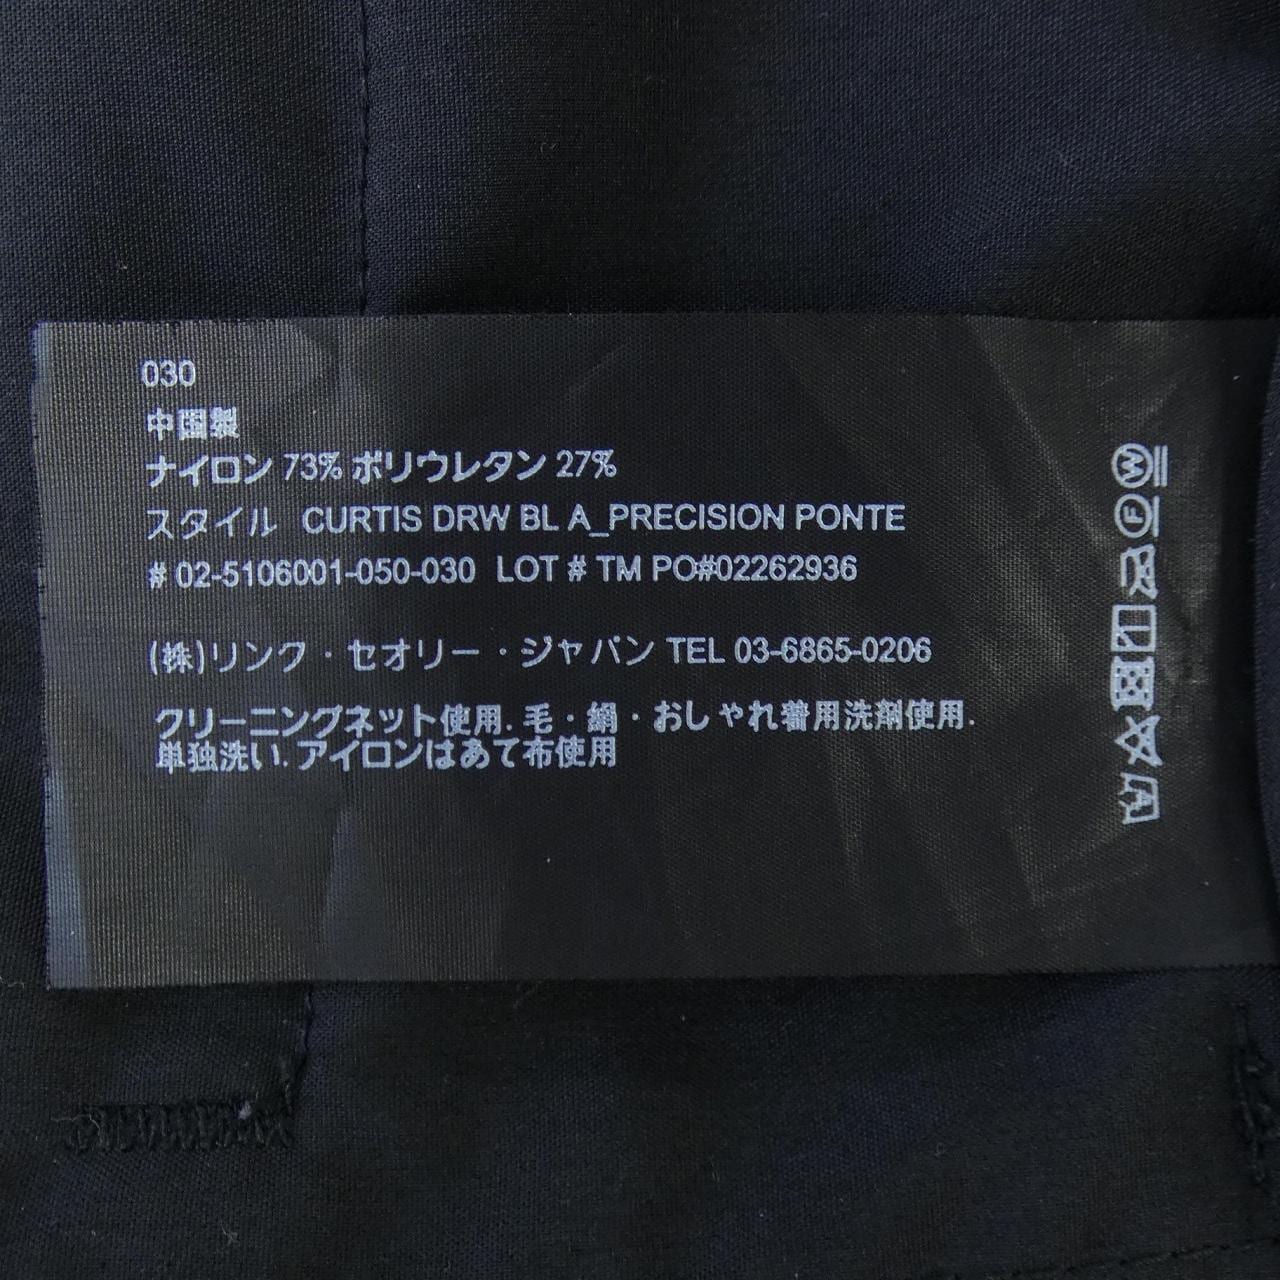 030
中国製
ナイロン 73% ポリウレタン 27%
スタイル CURTIS DRW BL A_PRECISION PONTE
# 02-5106001-050-030 LOT # TM PO#02262936
(株)リンク・セオリー・ジャパン TEL 03-6865-0206
クリーニングネット使用.毛・絹・おしゃれ着用洗剤使用.
単独洗い.アイロンはあて布使用
W
F
A